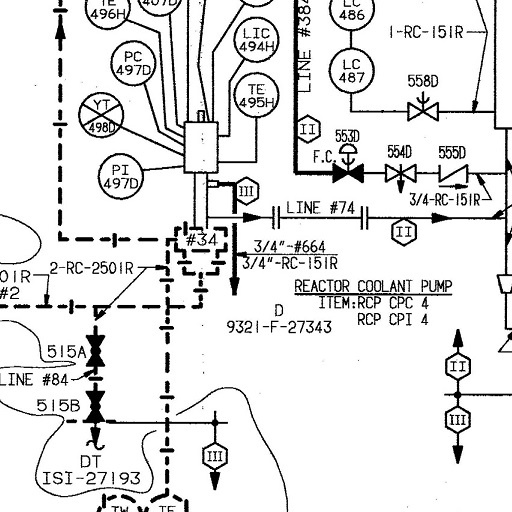 TE
496H
407D
LC
486
LINE #384
1-RC-151R
LIC
494H
PC
497D
LC
487
TE
495H
558D
YT
498D
II
553D
F.C.
554D
555D
PI
497D
III
3/4-RC-151R
LINE #74
II
#34
3/4"-#664
3/4"-RC-151R
2-RC-2501R
01R
#2
REACTOR COOLANT PUMP
ITEM:RCP CPC 4
RCP CPI 4
D
9321-F-27343
515A
LINE #84
II
515B
III
III
DT
ISI-27193
TW
TE